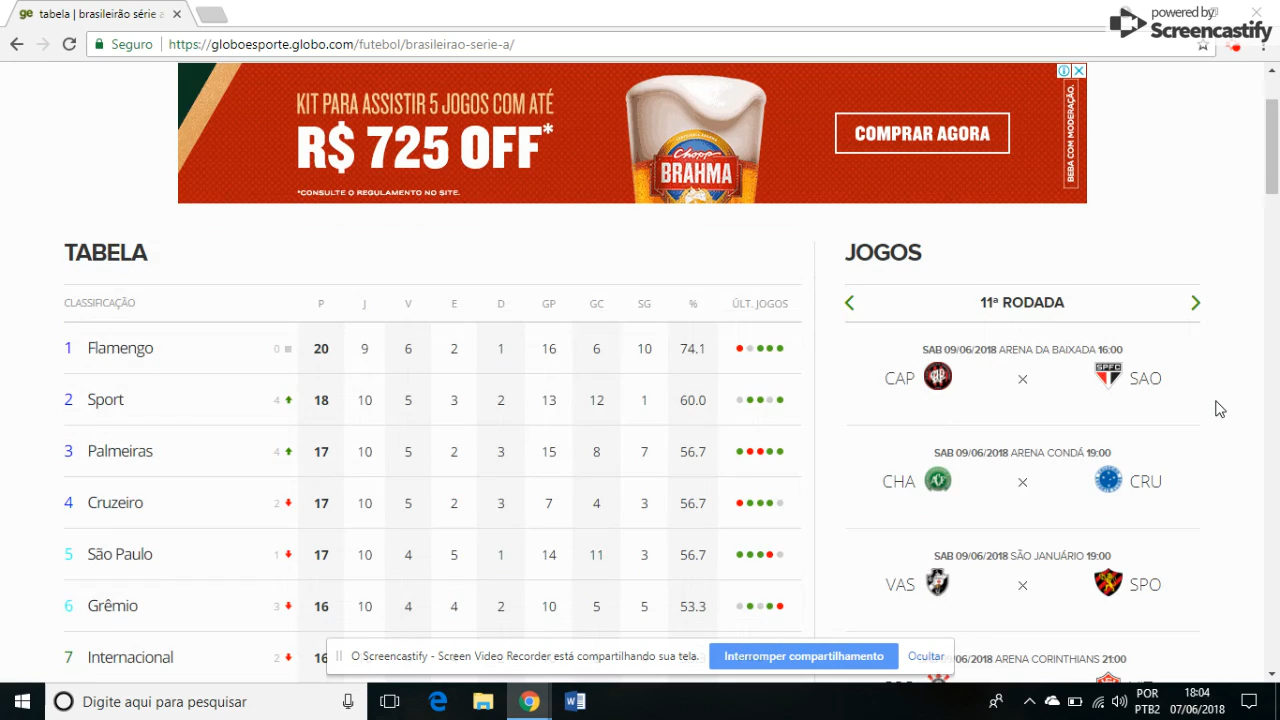 tabela | brasileirão série a
powered by
Screencastify
Seguro | https://globoesporte.globo.com/futebol/brasileirao-serie-a/
KIT PARA ASSISTIR 5 JOGOS COM ATÉ
R$ 725 OFF*
*CONSULTE O REGULAMENTO NO SITE.
Chopp
BRAHMA
COMPRAR AGORA
BEBA COM MODERAÇÃO.
TABELA
CLASSIFICAÇÃO P J V E D GP GC SG % ÚLT. JOGOS
1 Flamengo 0 20 9 6 2 1 16 6 10 74.1
2 Sport 4 18 10 5 3 2 13 12 1 60.0
3 Palmeiras 4 17 10 5 2 3 15 8 7 56.7
4 Cruzeiro 2 17 10 5 2 3 7 4 3 56.7
5 São Paulo 1 17 10 4 5 1 14 11 3 56.7
6 Grêmio 3 16 10 4 4 2 10 5 5 53.3
7 Internacional 2 16
JOGOS
11ª RODADA
SAB 09/06/2018 ARENA DA BAIXADA 16:00
CAP × SPFC SAO
SAB 09/06/2018 ARENA CONDÁ 19:00
CHA × CRU
SAB 09/06/2018 SÃO JANUÁRIO 19:00
VAS × SPO
/06/2018 ARENA CORINTHIANS 21:00
O Screencastify - Screen Video Recorder está compartilhando sua tela. Interromper compartilhamento Ocultar
Digite aqui para pesquisar
POR
PTB2
18:04
07/06/2018